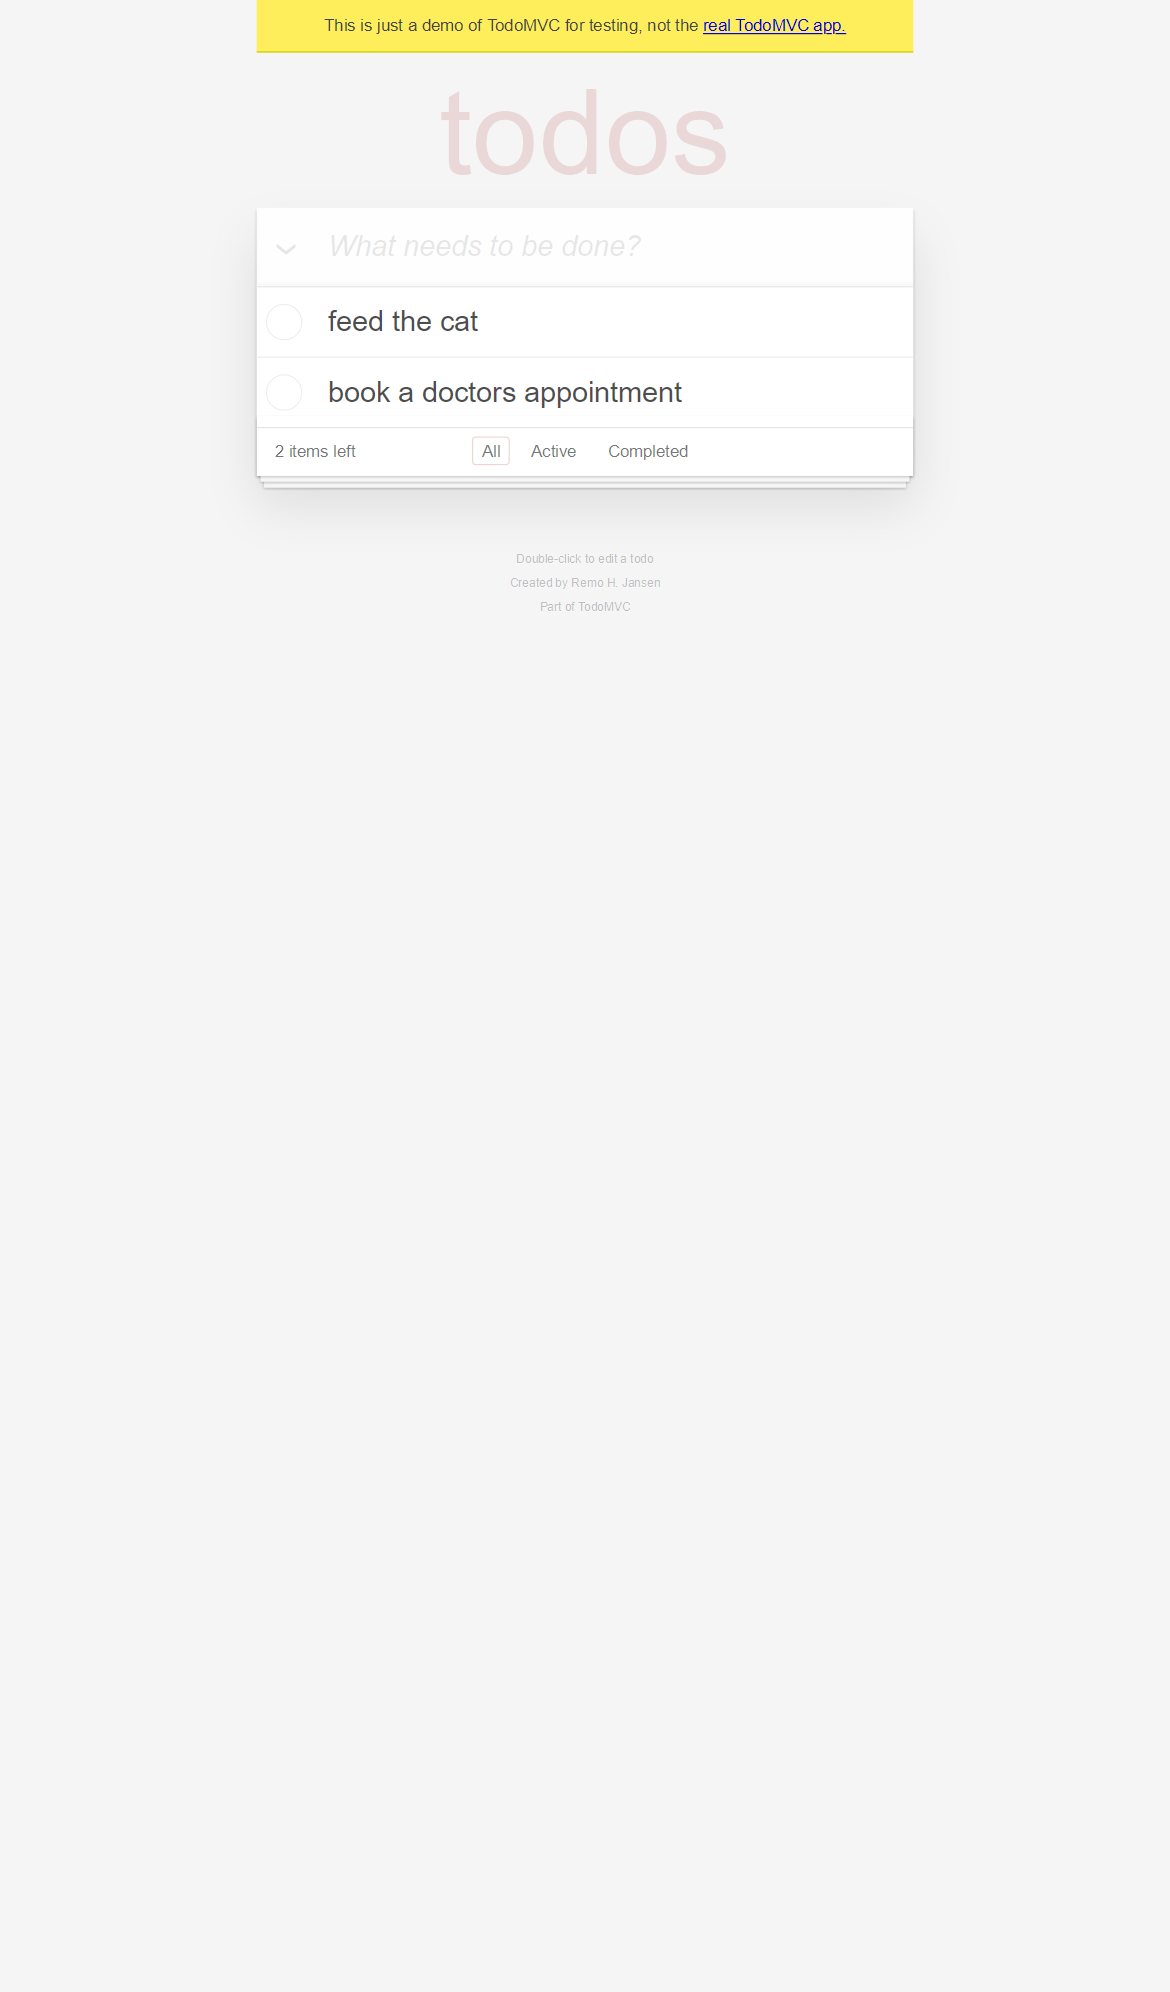 This is just a demo of TodoMVC for testing, not the real TodoMVC app.
todos
What needs to be done?
feed the cat
book a doctors appointment
2 items left All Active Completed
Double-click to edit a todo
Created by Remo H. Jansen
Part of TodoMVC